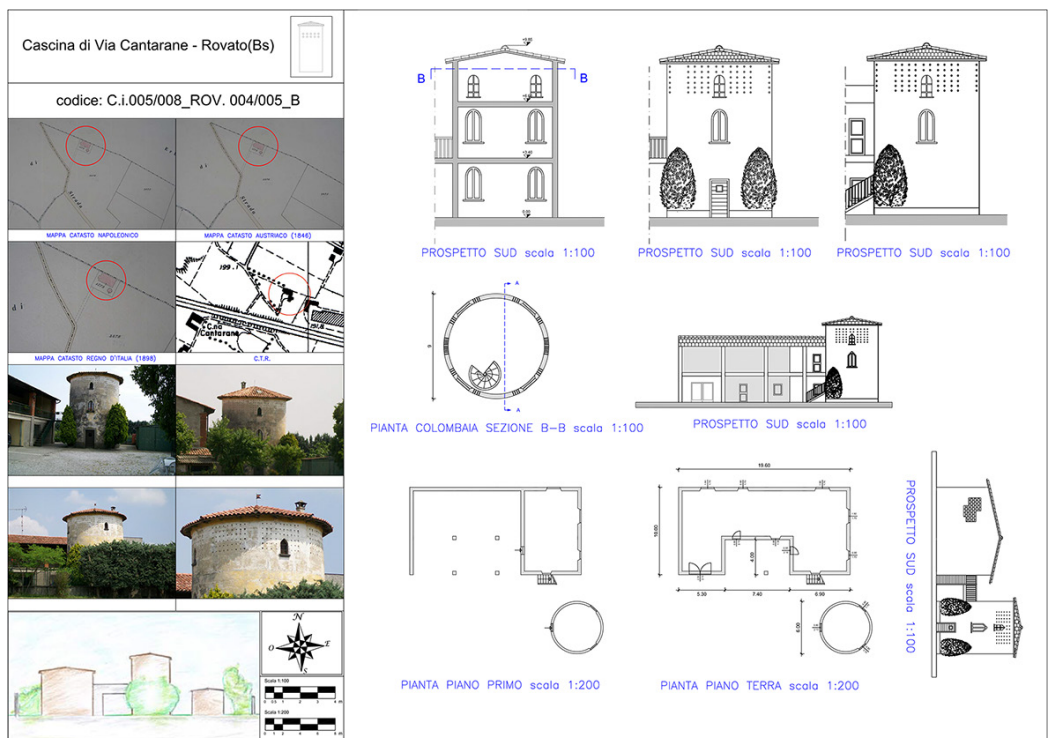 Cascina di Via Cantarane - Rovato(Bs)
codice: C.i.005/008_ROV. 004/005_B
MAPPA CATASTO NAPOLEONICO
MAPPA CATASTO AUSTRIACO (1846)
Strada
199 . 1
C.na
Cantarane
MAPPA CATASTO REGNO D'ITALIA (1898)
C.T.R.
N
O
E
S
Scala 1:100
Scala 1:200
B
B
PROSPETTO SUD scala 1:100
PROSPETTO SUD scala 1:100
PROSPETTO SUD scala 1:100
A
A
PIANTA COLOMBAIA SEZIONE B-B scala 1:100
PROSPETTO SUD scala 1:100
PIANTA PIANO PRIMO scala 1:200
10.00
4.00
5.30
7.40
6.90
6.00
PIANTA PIANO TERRA scala 1:200
PROSPETTO SUD scala 1:100